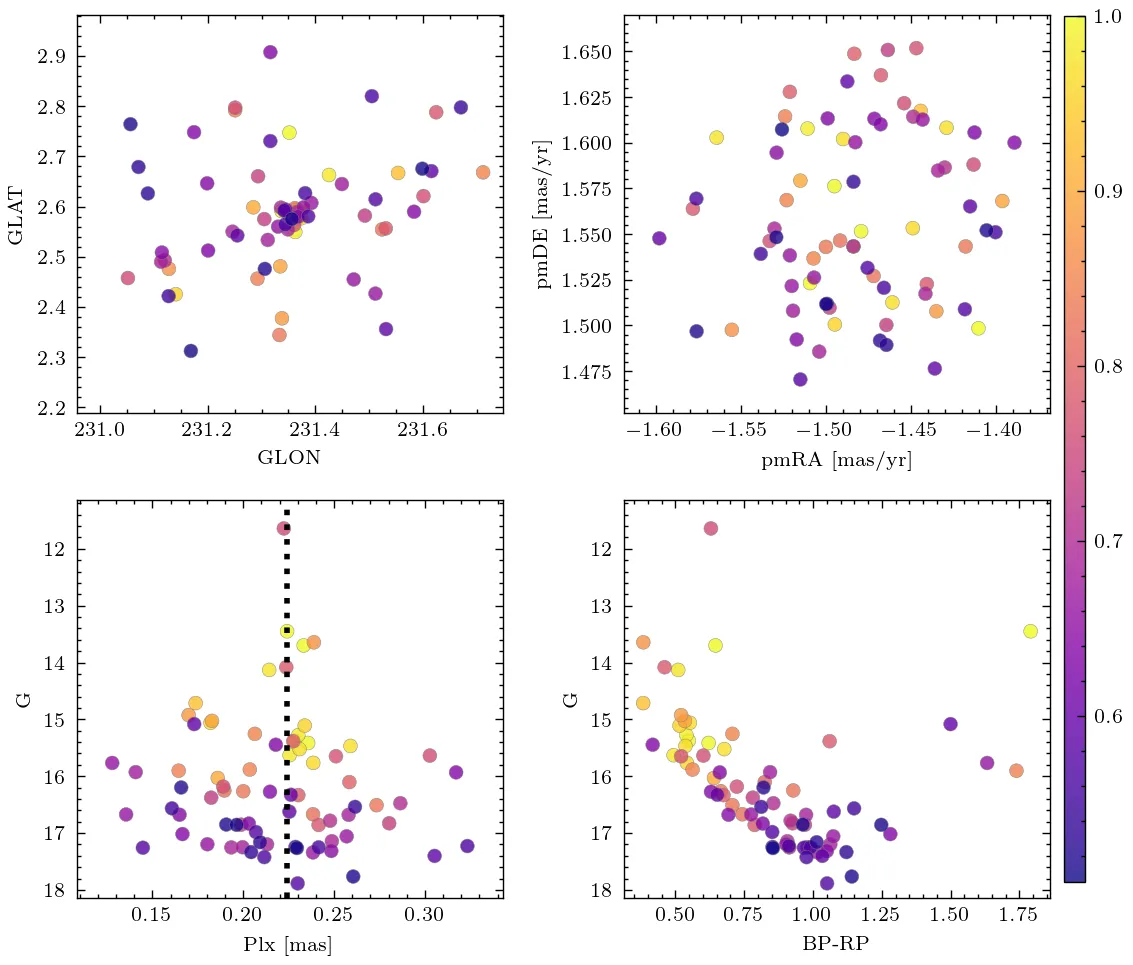 2.9
2.8
2.7
2.6
2.5
2.4
2.3
2.2
GLAT
231.0 231.2 231.4 231.6
GLON
1.650
1.625
1.600
1.575
1.550
1.525
1.500
1.475
pmDE [mas/yr]
−1.60 −1.55 −1.50 −1.45 −1.40
pmRA [mas/yr]
1.0
0.9
0.8
0.7
0.6
12
13
14
15
16
17
18
G
0.15 0.20 0.25 0.30
Plx [mas]
12
13
14
15
16
17
18
G
0.50 0.75 1.00 1.25 1.50 1.75
BP-RP